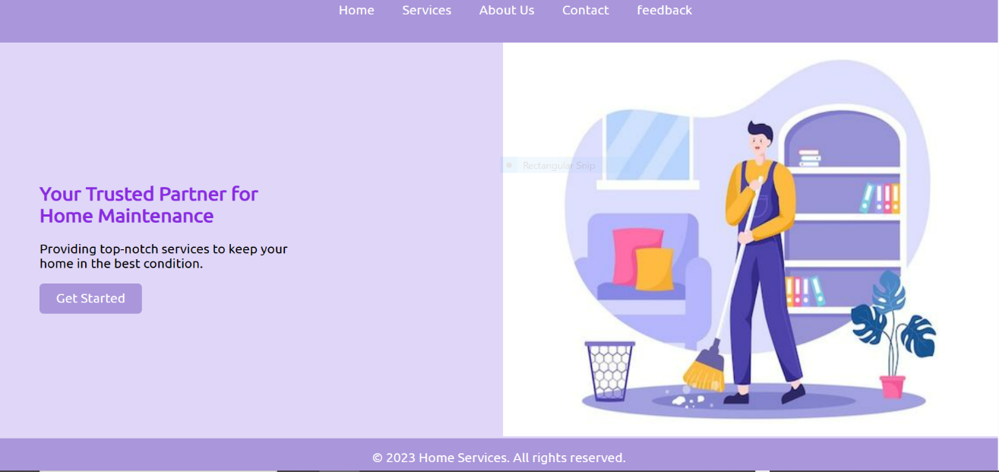 Home Services About Us Contact feedback
Rectangular Snip
Your Trusted Partner for
Home Maintenance
Providing top-notch services to keep your
home in the best condition.
Get Started
© 2023 Home Services. All rights reserved.